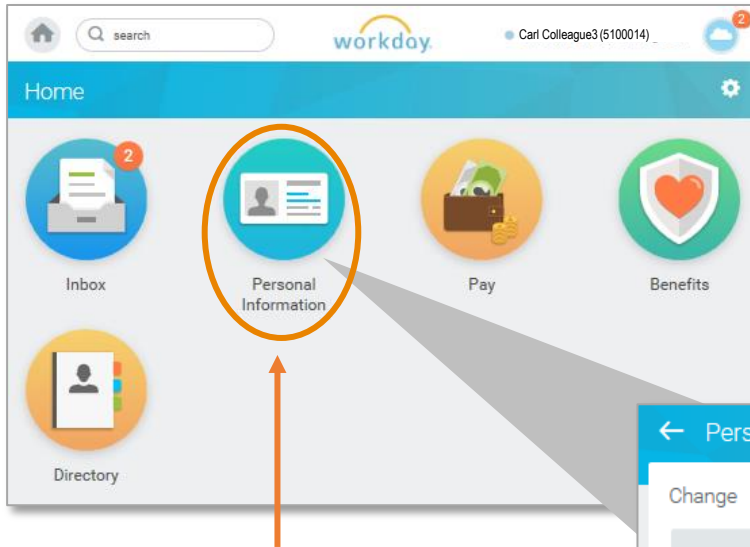 search
workday.
Carl Colleague3 (5100014)
2
Home
2
Inbox
Personal
Information
Pay
Benefits
Directory
← Pers
Change